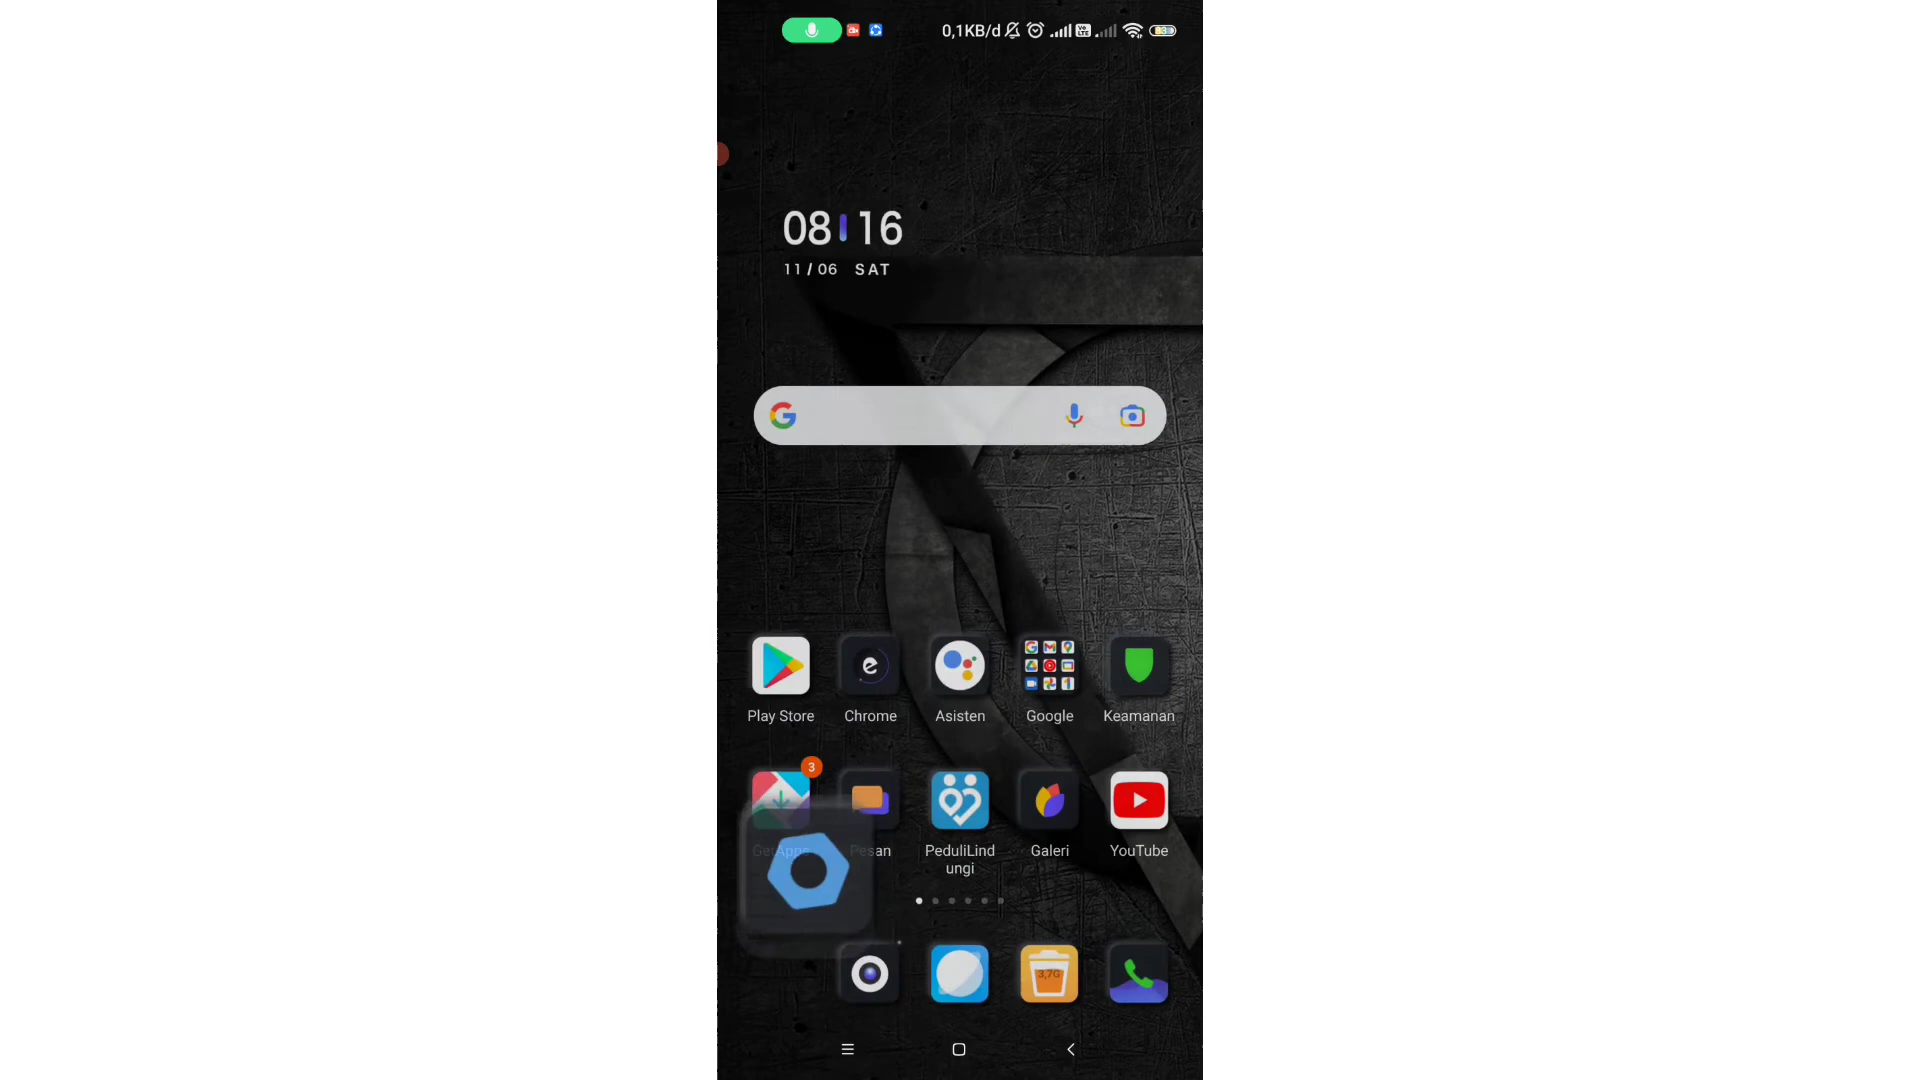 0,1KB/d
08 16
11/06 SAT
Play Store
Chrome
Asisten
Google
Keamanan
3
GetApps
Pesan
PeduliLind
ungi
Galeri
YouTube
3,7G